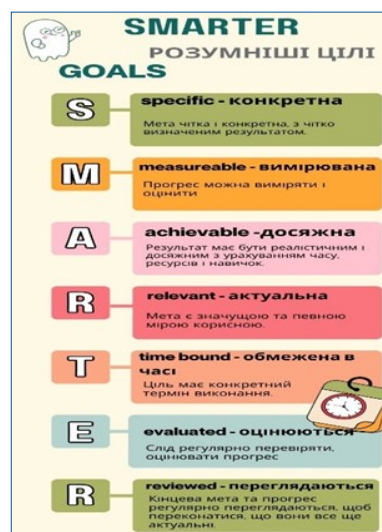 SMARTER
РОЗУМНІШІ ЦІЛІ
GOALS
S
specific - конкретна
Мета чітка і конкретна, з чітко
визначеним результатом.
M
measureable - вимірювана
Прогрес можна виміряти і
оцінити
A
achievable -досяжна
Результат має бути реалістичним і
досяжним з урахуванням часу,
ресурсів і навичок.
R
relevant - актуальна
Мета є значущою та певною
мірою корисною.
T
time bound - обмежена в
часі
Ціль має конкретний
термін виконання.
E
evaluated - оцінюються
Слід регулярно перевіряти,
оцінювати прогрес
R
reviewed - переглядаються
Кінцева мета та прогрес
регулярно переглядаються, щоб
переконатися, що вони все ще
актуальні.